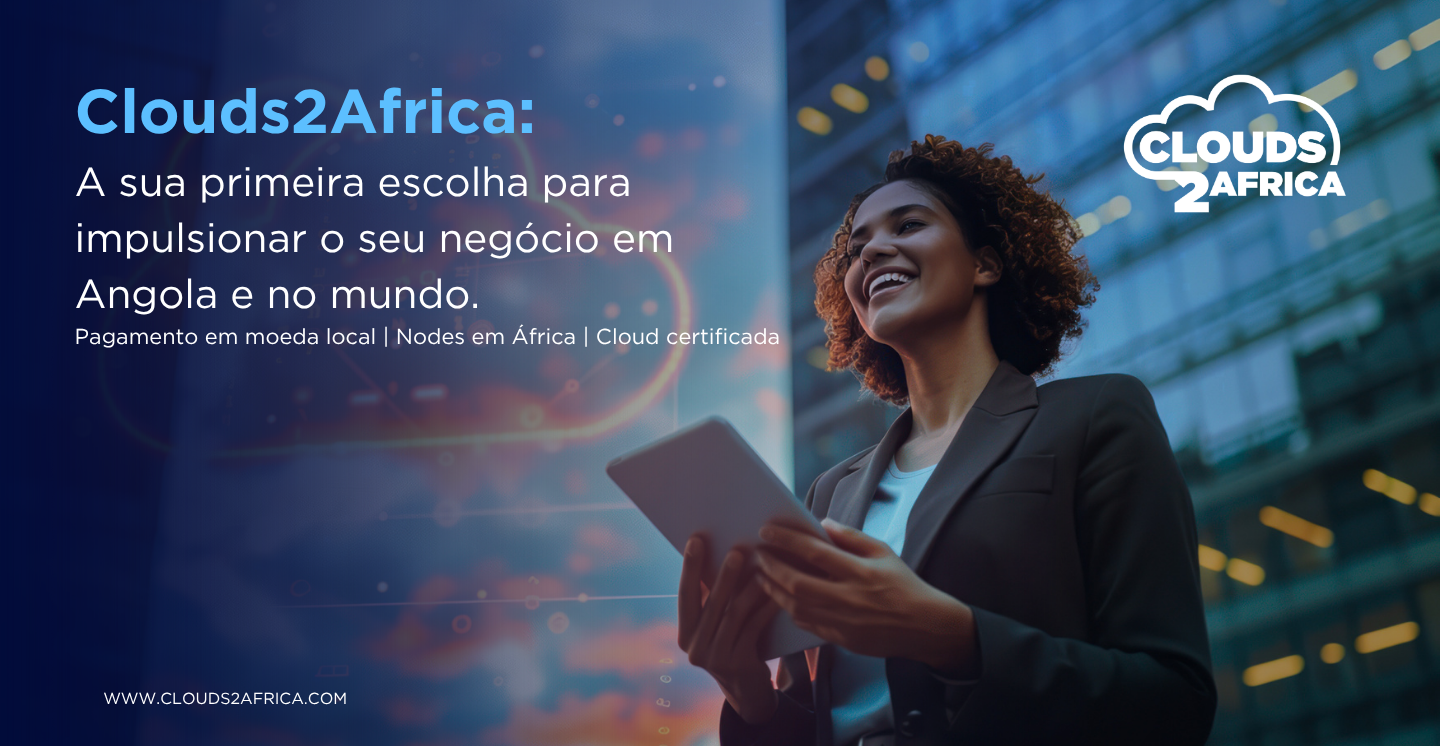 Clouds2Africa:
A sua primeira escolha para
impulsionar o seu negócio em
Angola e no mundo.
Pagamento em moeda local | Nodes em África | Cloud certificada
CLOUDS
2AFRICA
WWW.CLOUDS2AFRICA.COM